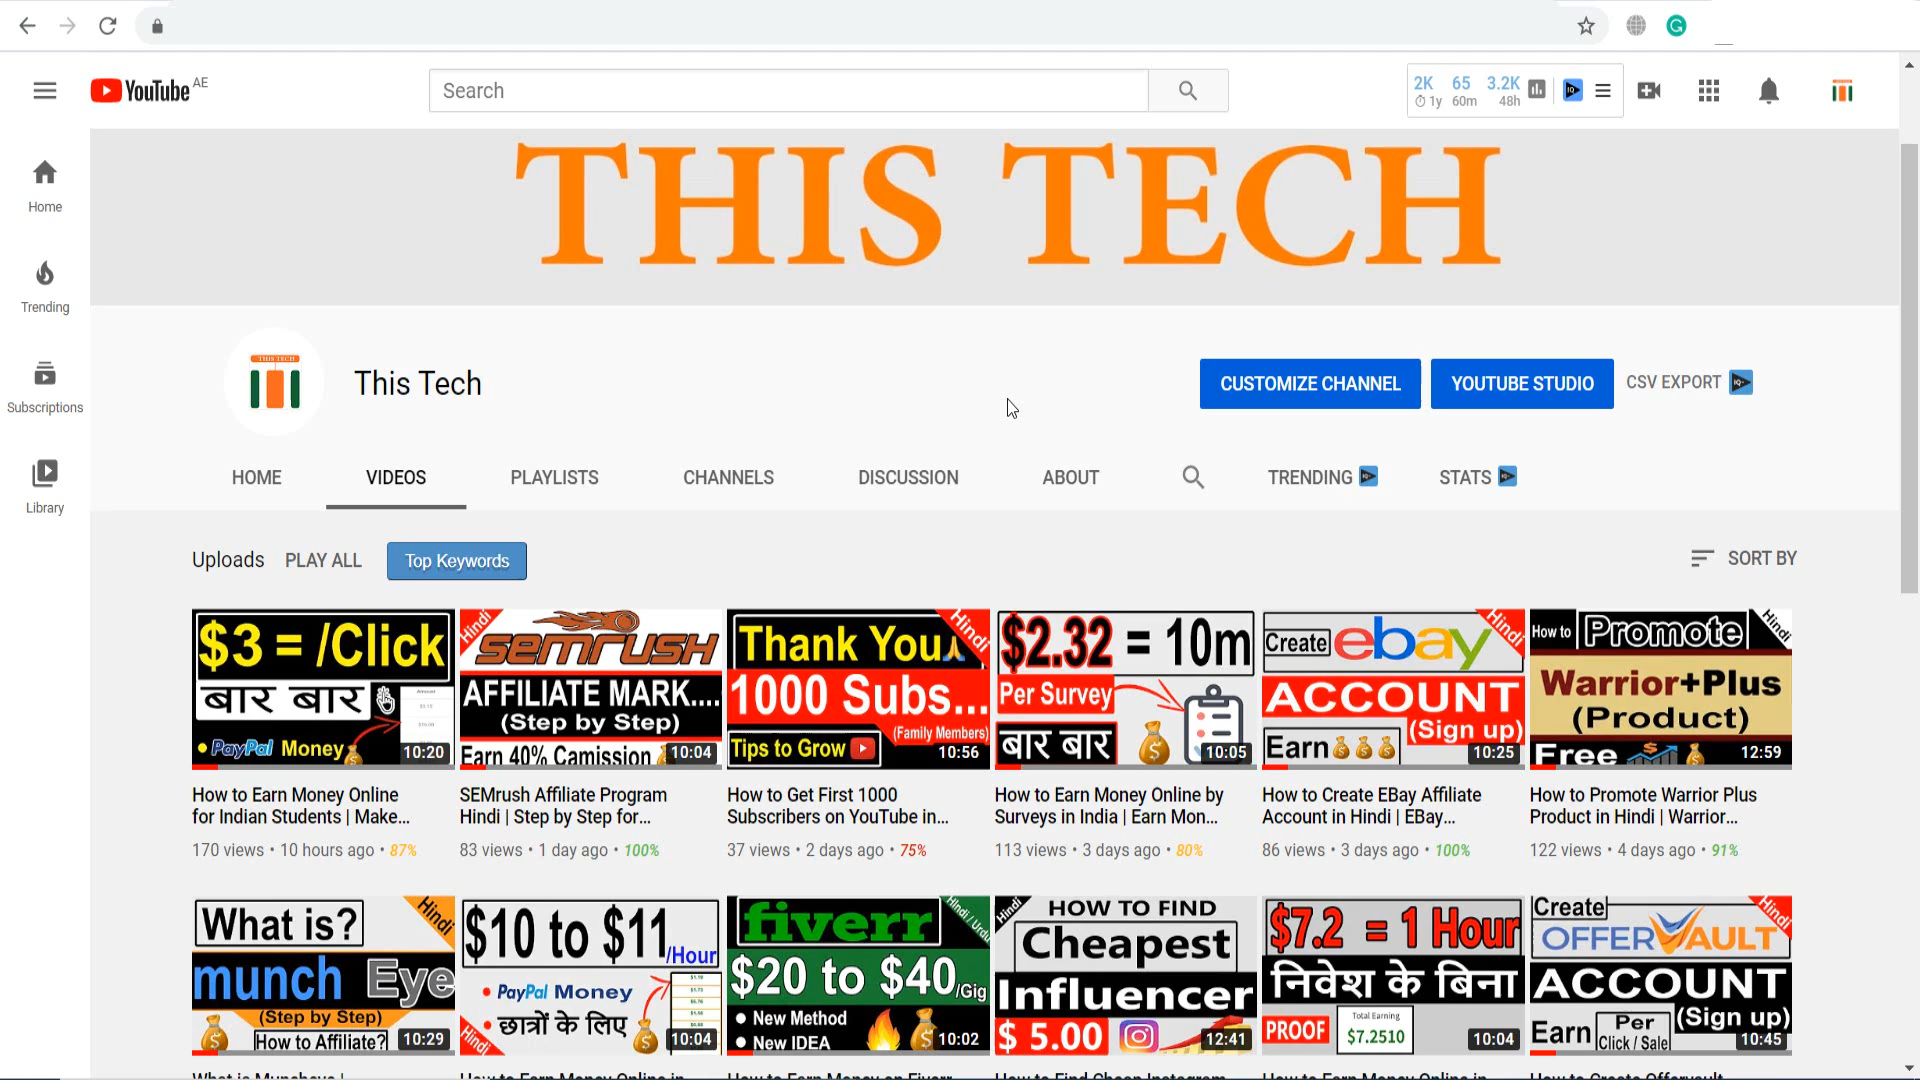 YouTube AE
Search
2K 65 3.2K
1y 60m 48h
THIS TECH
Home
Trending
Subscriptions
Library
THIS TECH
This Tech
CUSTOMIZE CHANNEL
YOUTUBE STUDIO
CSV EXPORT
HOME
VIDEOS
PLAYLISTS
CHANNELS
DISCUSSION
ABOUT
TRENDING
STATS
Uploads
PLAY ALL
Top Keywords
SORT BY
$3 = /Click
बार बार
PayPal Money
10:20
How to Earn Money Online
for Indian Students | Make...
170 views • 10 hours ago • 87%
Hindi
SEMRUSH
AFFILIATE MARK....
(Step by Step)
Earn 40% Camission
10:04
SEMrush Affiliate Program
Hindi | Step by Step for...
83 views • 1 day ago • 100%
Hindi
Thank You
1000 Subs...
(Family Members)
Tips to Grow
10:56
How to Get First 1000
Subscribers on YouTube in...
37 views • 2 days ago • 75%
$2.32 = 10m
Per Survey
बार बार
10:05
How to Earn Money Online by
Surveys in India | Earn Mon...
113 views • 3 days ago • 80%
Hindi
Create ebay
ACCOUNT
(Sign up)
Earn
10:25
How to Create EBay Affiliate
Account in Hindi | EBay...
86 views • 3 days ago • 100%
How to Promote
Hindi
Warrior+Plus
(Product)
Free
12:59
How to Promote Warrior Plus
Product in Hindi | Warrior...
122 views • 4 days ago • 91%
What is?
Hindi
munch Eye
(Step by Step)
How to Affiliate?
10:29
$10 to $11
/Hour
• PayPal Money
• छात्रों के लिए
Hindi
10:04
fiverr
Hindi / Urdu
$20 to $40/Gig
• New Method
• New IDEA
10:02
Hindi
HOW TO FIND
Cheapest
Influencer
$ 5.00
12:41
$7.2 = 1 Hour
निवेश के बिना
PROOF
Total Earning
$7.2510
10:04
Create
Hindi
OFFERVAULT
ACCOUNT
(Sign up)
Earn
Per
Click / Sale
10:45